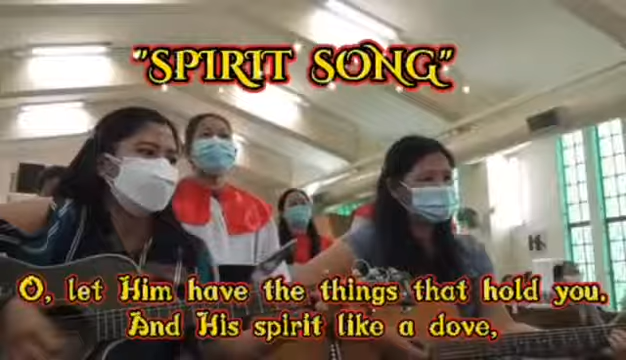 "SPIRIT SONG"
O, let Him have the things that hold you,
And His spirit like a dove,